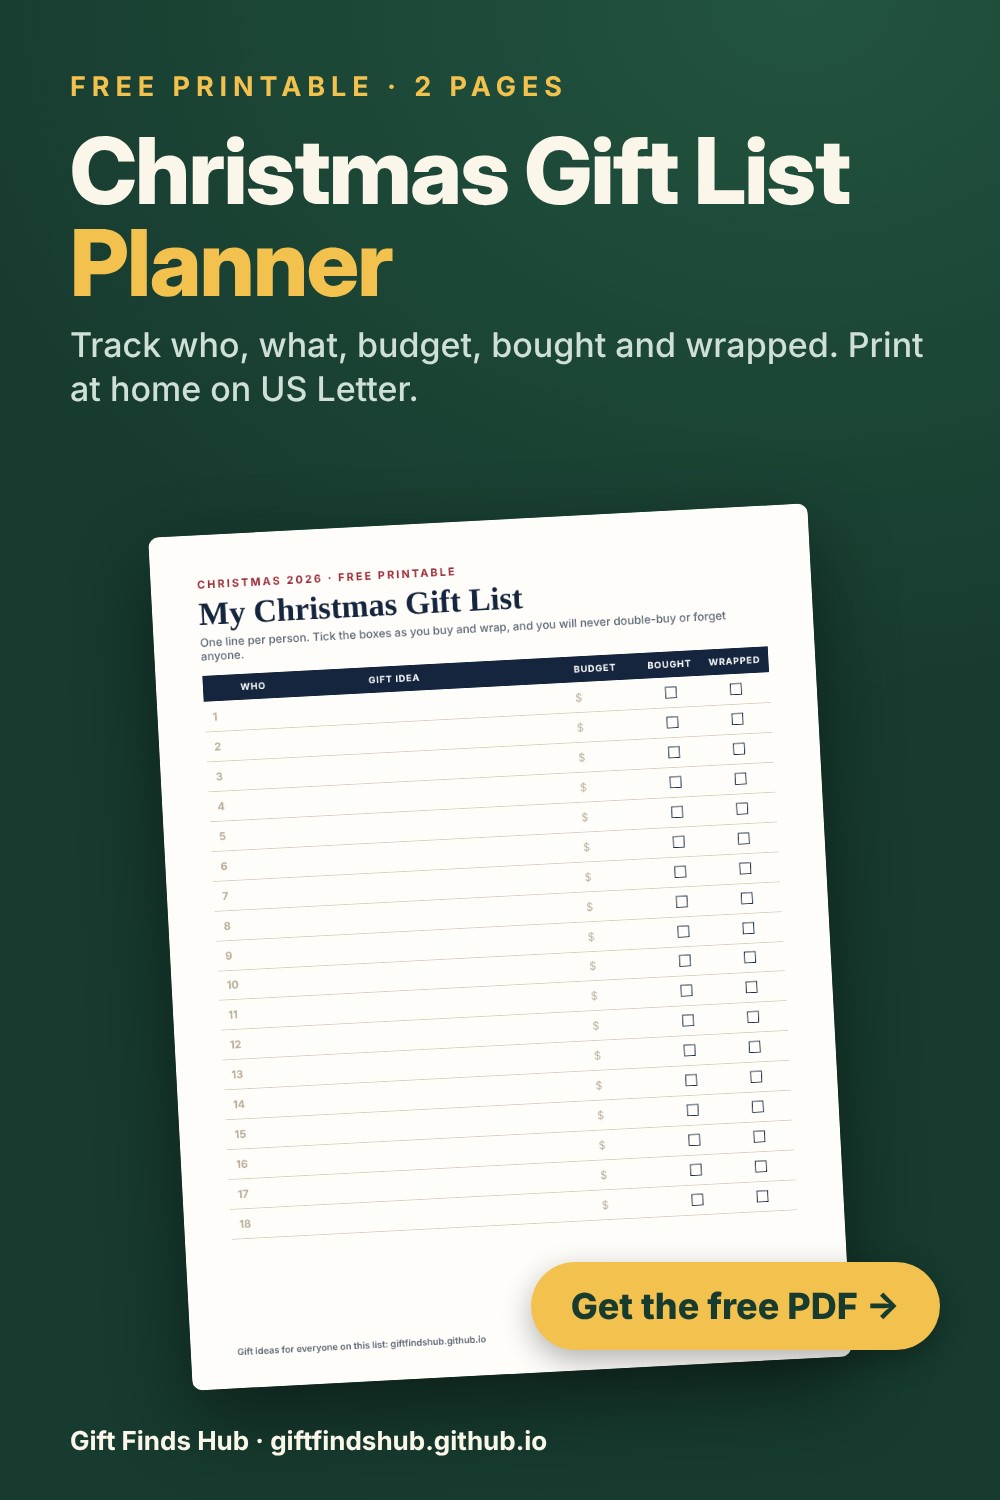 FREE PRINTABLE · 2 PAGES
Christmas Gift List
Planner
Track who, what, budget, bought and wrapped. Print
at home on US Letter.
CHRISTMAS 2026 · FREE PRINTABLE
My Christmas Gift List
One line per person. Tick the boxes as you buy and wrap, and you will never double-buy or forget
anyone.
WHO GIFT IDEA BUDGET BOUGHT WRAPPED
1 $ ☐ ☐
2 $ ☐ ☐
3 $ ☐ ☐
4 $ ☐ ☐
5 $ ☐ ☐
6 $ ☐ ☐
7 $ ☐ ☐
8 $ ☐ ☐
9 $ ☐ ☐
10 $ ☐ ☐
11 $ ☐ ☐
12 $ ☐ ☐
13 $ ☐ ☐
14 $ ☐ ☐
15 $ ☐ ☐
16 $ ☐ ☐
17 $ ☐ ☐
18 $ ☐ ☐
Get the free PDF →
Gift ideas for everyone on this list: giftfindshub.github.io
Gift Finds Hub · giftfindshub.github.io